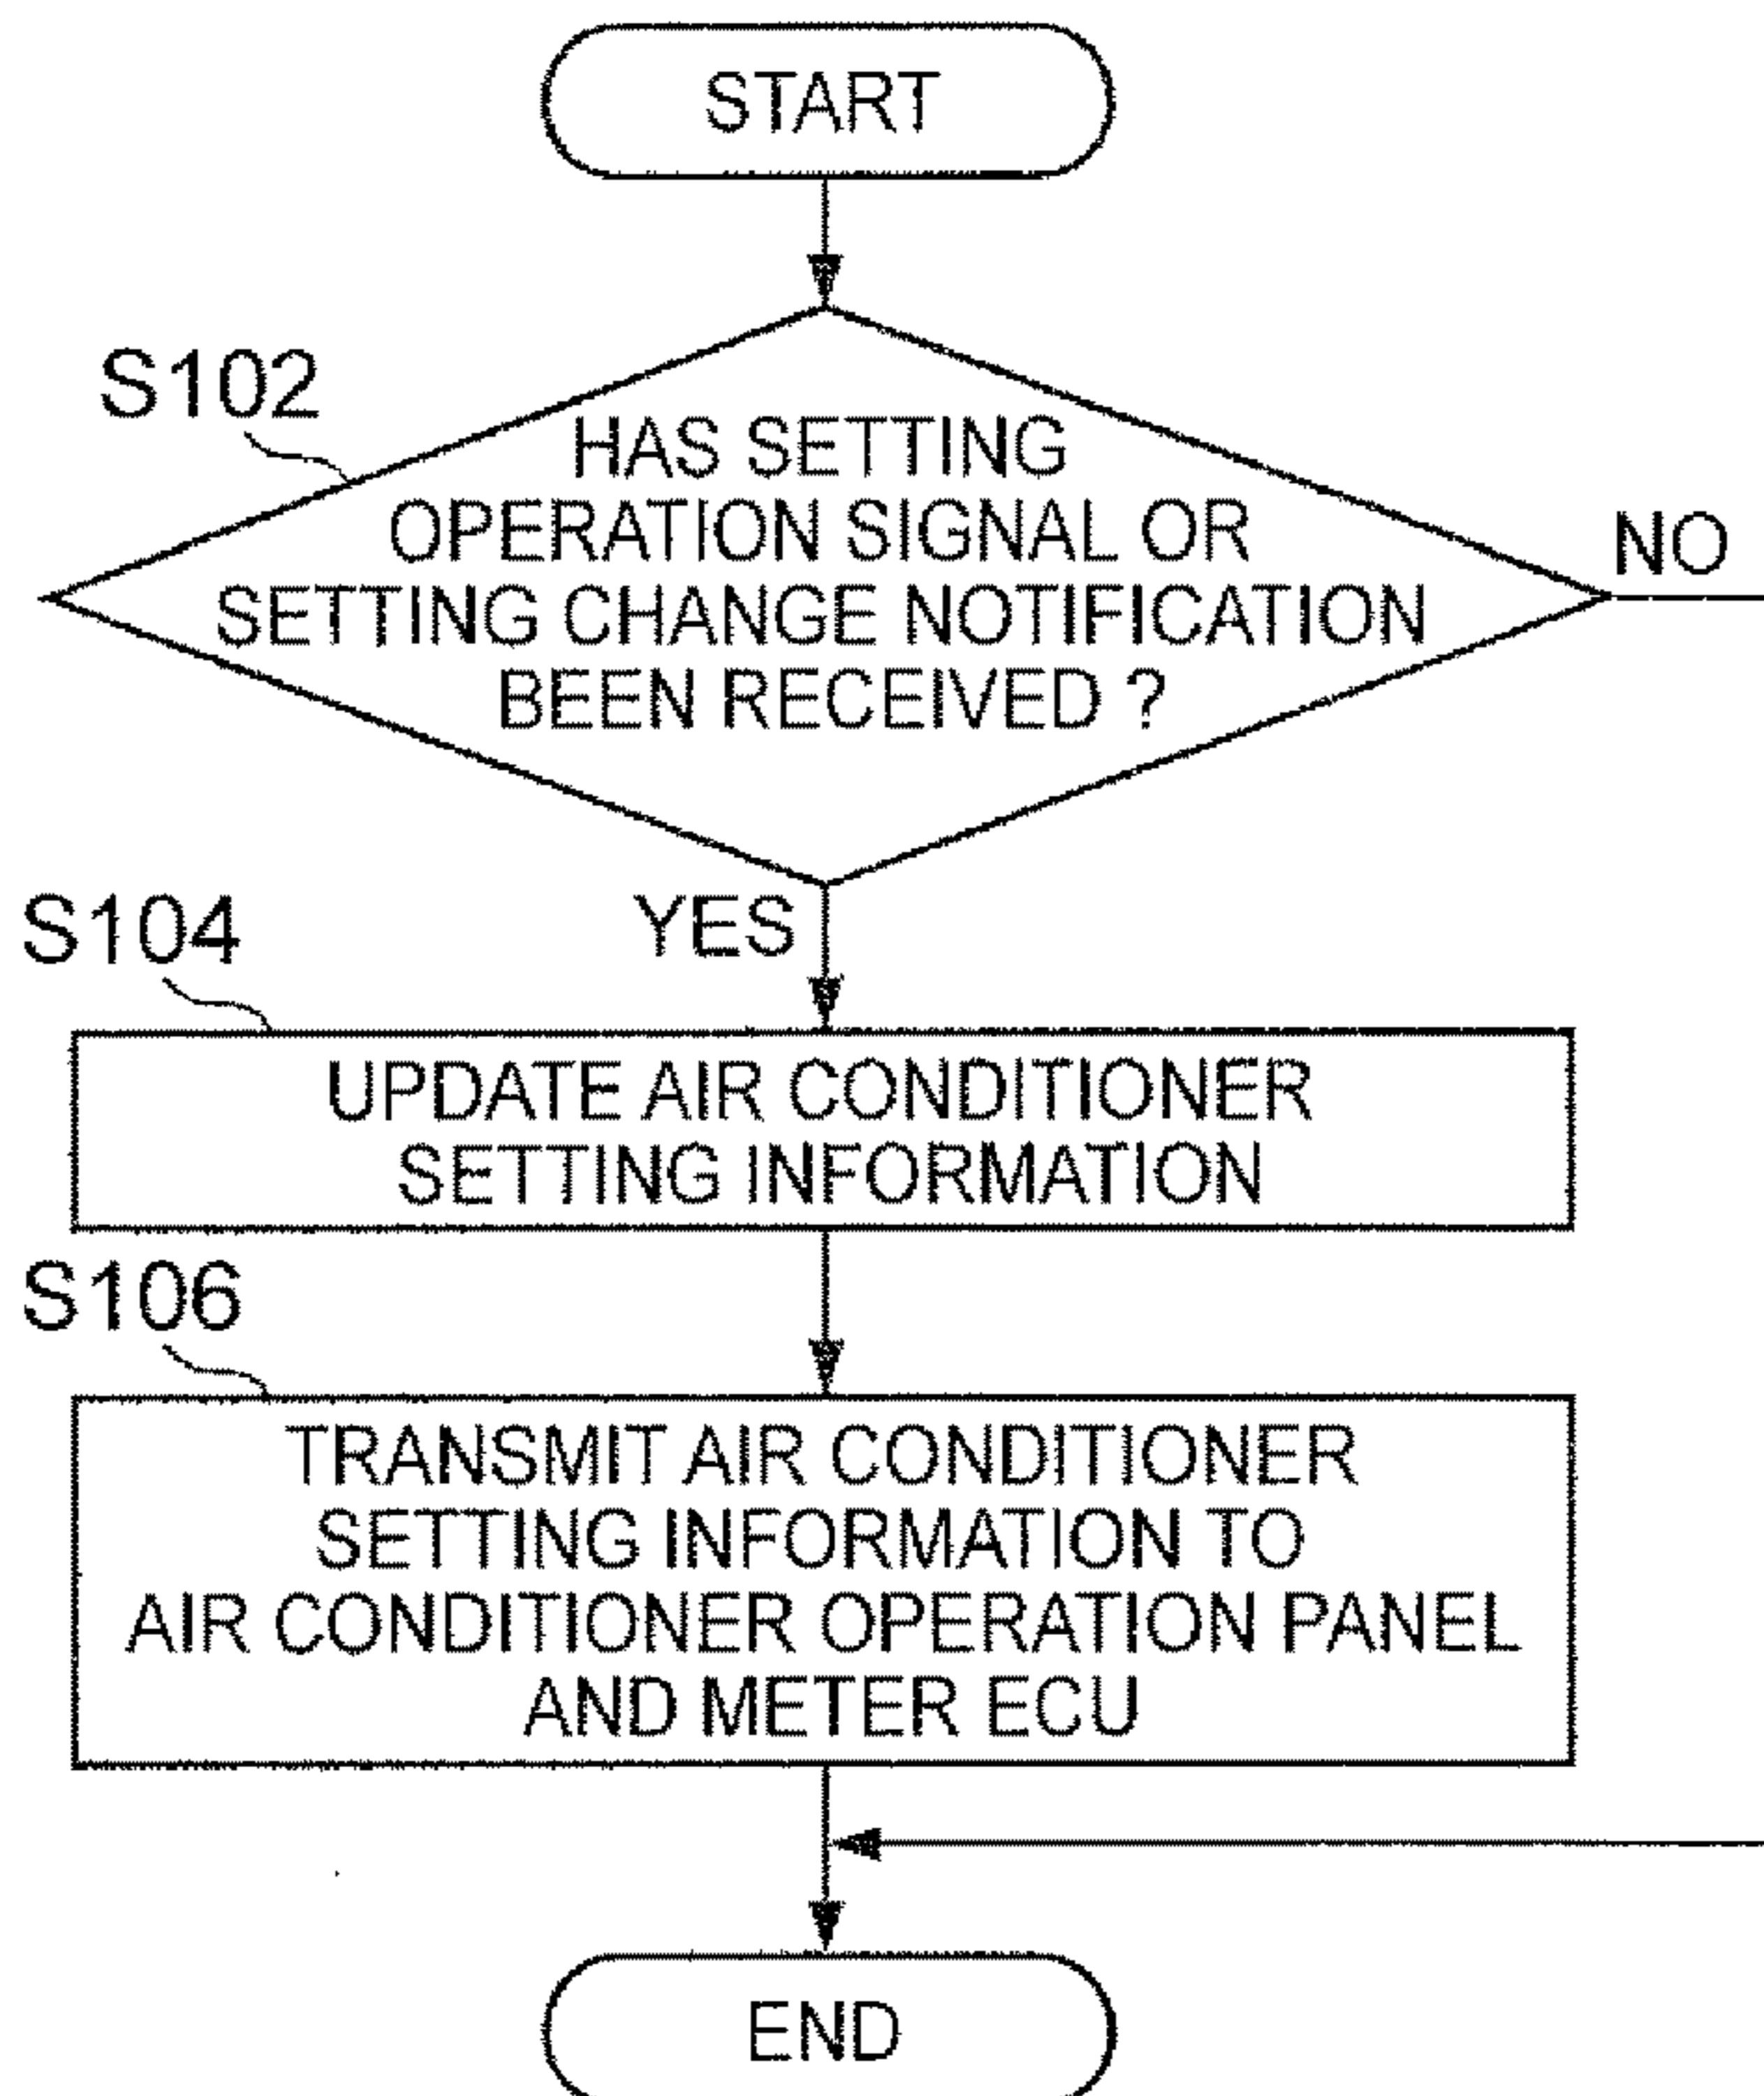 START
S102
HAS SETTING
OPERATION SIGNAL OR
SETTING CHANGE NOTIFICATION
BEEN RECEIVED ?
NO
YES
S104
UPDATE AIR CONDITIONER
SETTING INFORMATION
S106
TRANSMIT AIR CONDITIONER
SETTING INFORMATION TO
AIR CONDITIONER OPERATION PANEL
AND METER ECU
END